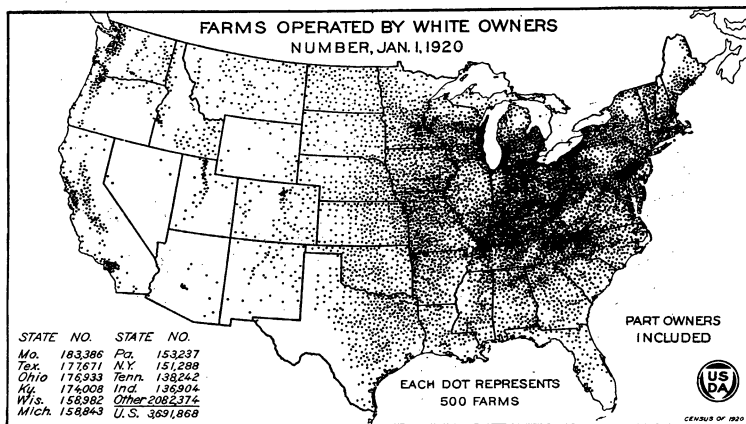 FARMS OPERATED BY WHITE OWNERS
NUMBER, JAN. 1, 1920
STATE NO. STATE NO.
Mo. 183,386 Pa. 153,237
Tex. 177,671 N.Y. 151,288
Ohio 176,933 Tenn. 138,242
Ky. 174,008 Ind. 136,904
Wis. 158,982 Other 2,082,374
Mich. 158,843 U.S. 3,691,868
EACH DOT REPRESENTS
500 FARMS
PART OWNERS
INCLUDED
US
DA
CENSUS OF 1920